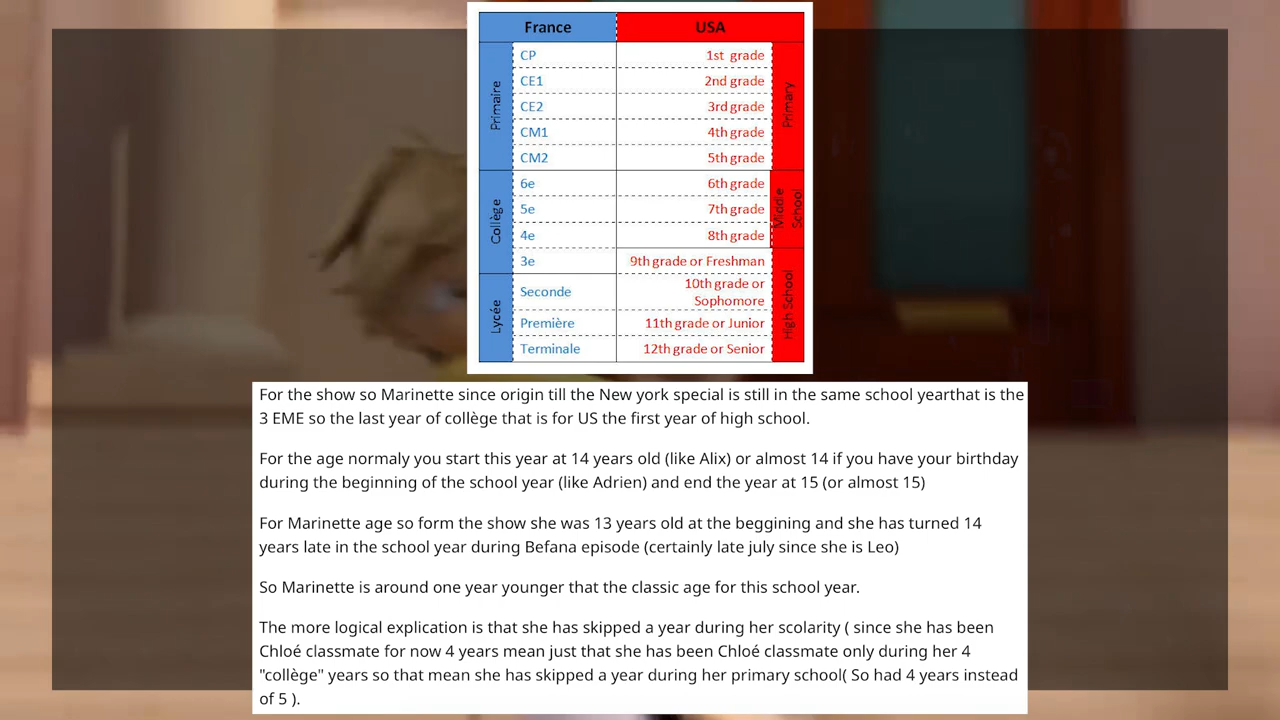 France USA
Primaire
CP 1st grade
CE1 2nd grade
CE2 3rd grade
CM1 4th grade
CM2 5th grade
Primary
Collège
6e 6th grade
5e 7th grade
4e 8th grade
Middle School
3e 9th grade or Freshman
Lycée
Seconde 10th grade or
Sophomore
Première 11th grade or Junior
Terminale 12th grade or Senior
High School
For the show so Marinette since origin till the New york special is still in the same school yearthat is the
3 EME so the last year of collège that is for US the first year of high school.
For the age normaly you start this year at 14 years old (like Alix) or almost 14 if you have your birthday
during the beginning of the school year (like Adrien) and end the year at 15 (or almost 15)
For Marinette age so form the show she was 13 years old at the beggining and she has turned 14
years late in the school year during Befana episode (certainly late july since she is Leo)
So Marinette is around one year younger that the classic age for this school year.
The more logical explication is that she has skipped a year during her scolarity ( since she has been
Chloé classmate for now 4 years mean just that she has been Chloé classmate only during her 4
"collège" years so that mean she has skipped a year during her primary school( So had 4 years instead
of 5 ).